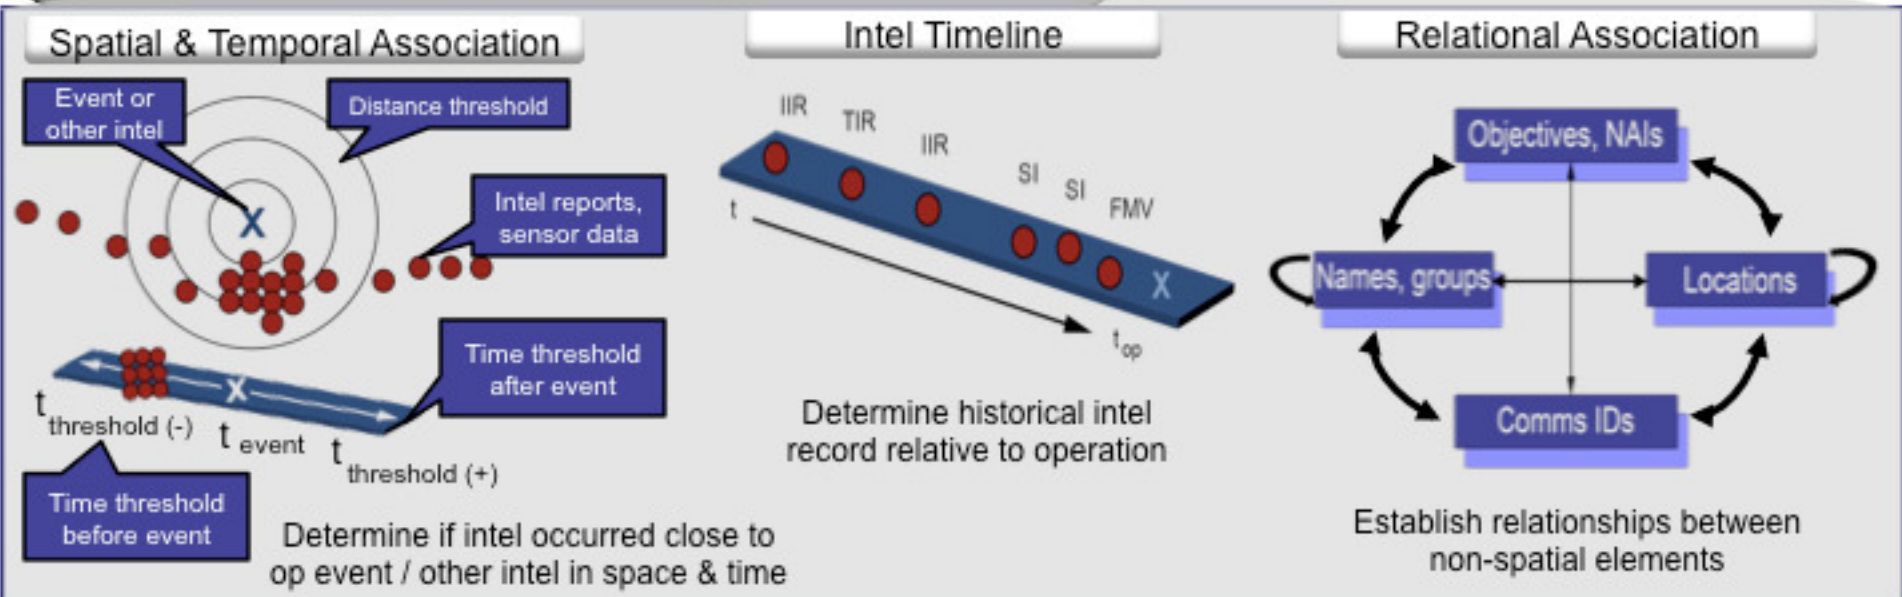 Spatial & Temporal Association
Event or
other intel
Distance threshold
X
Intel reports,
sensor data
X
Time threshold
after event
t threshold (-)
t event
t threshold (+)
Time threshold
before event
Determine if intel occurred close to
op event / other intel in space & time
Intel Timeline
IIR
TIR
IIR
SI
SI
FMV
X
t
t op
Determine historical intel
record relative to operation
Relational Association
Objectives, NAIs
Names, groups
Locations
Comms IDs
Establish relationships between
non-spatial elements